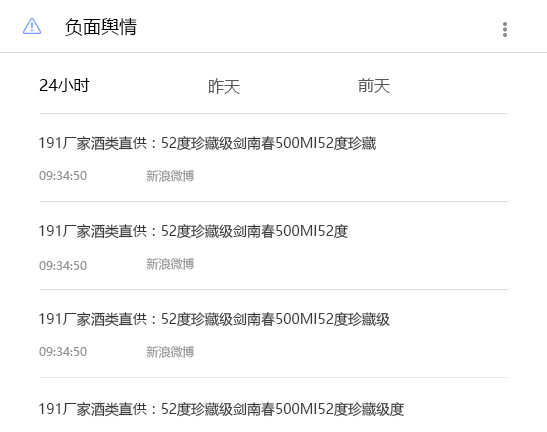 负面舆情
24小时 昨天 前天
191厂家酒类直供：52度珍藏级剑南春500Ml52度珍藏
09:34:50 新浪微博
191厂家酒类直供：52度珍藏级剑南春500Ml52度
09:34:50 新浪微博
191厂家酒类直供：52度珍藏级剑南春500Ml52度珍藏级
09:34:50 新浪微博
191厂家酒类直供：52度珍藏级剑南春500Ml52度珍藏级度